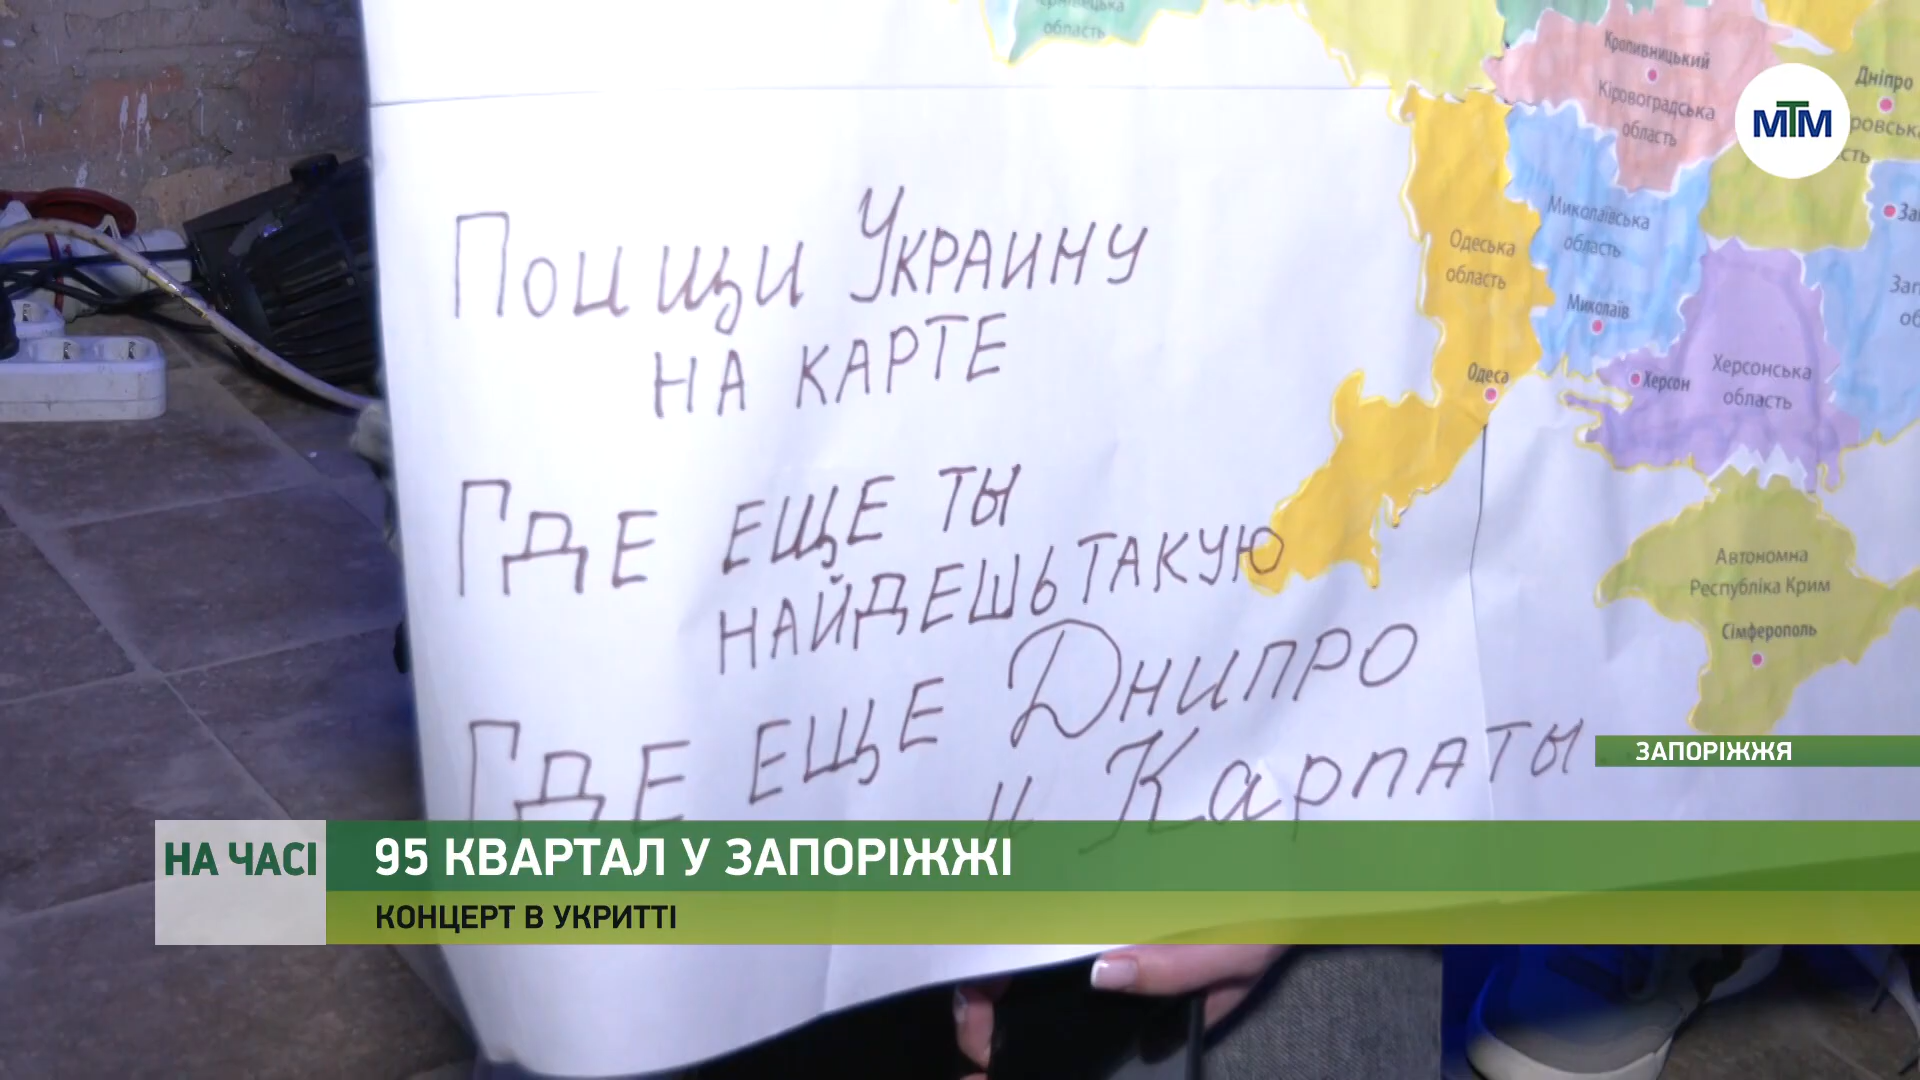 Чернівецька
область
Кропивницький
Кіровоградська
область
Дніпро
МТМ
Миколаївська
область
Миколаїв
Одеська
область
Одеса
Херсон
Херсонська
область
Автономна
Республіка Крим
Сімферополь
Поищи Украину
на карте
Где еще ты
найдешь такую
Где еще Днипро
и Карпаты
ЗАПОРІЖЖЯ
НА ЧАСІ
95 КВАРТАЛ У ЗАПОРІЖЖІ
КОНЦЕРТ В УКРИТТІ